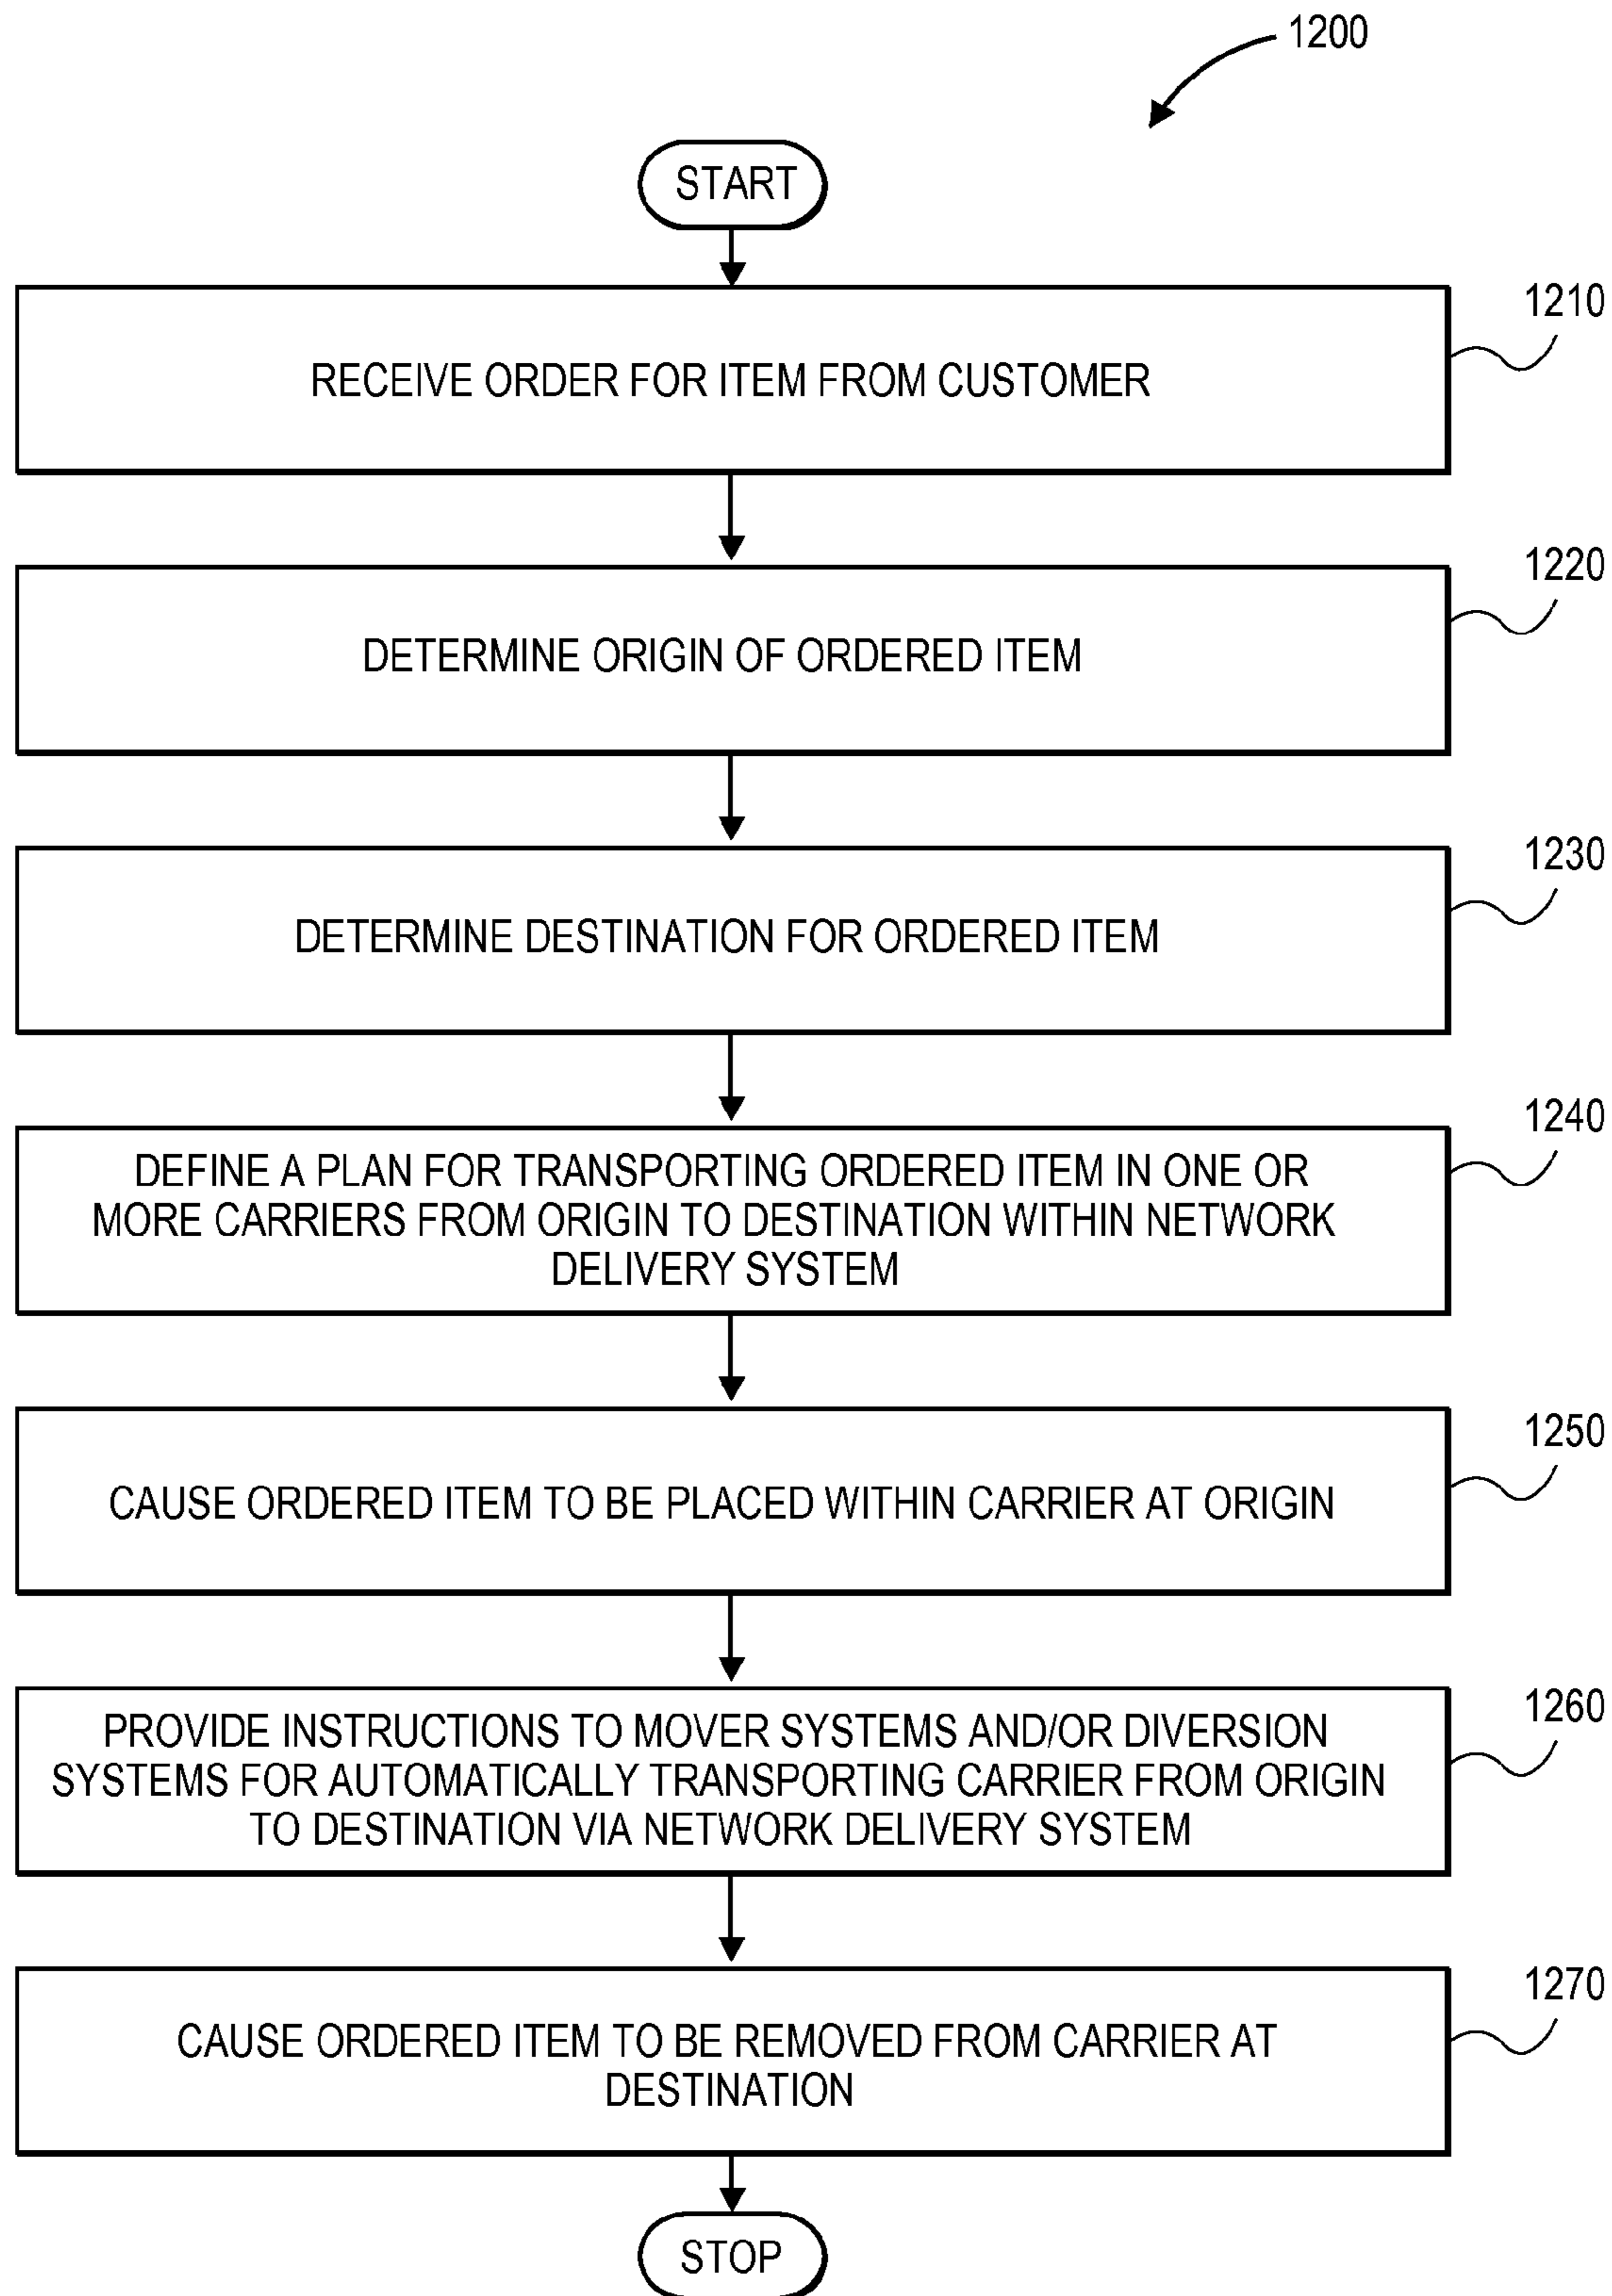 1200
START
1210
RECEIVE ORDER FOR ITEM FROM CUSTOMER
1220
DETERMINE ORIGIN OF ORDERED ITEM
1230
DETERMINE DESTINATION FOR ORDERED ITEM
1240
DEFINE A PLAN FOR TRANSPORTING ORDERED ITEM IN ONE OR
MORE CARRIERS FROM ORIGIN TO DESTINATION WITHIN NETWORK
DELIVERY SYSTEM
1250
CAUSE ORDERED ITEM TO BE PLACED WITHIN CARRIER AT ORIGIN
1260
PROVIDE INSTRUCTIONS TO MOVER SYSTEMS AND/OR DIVERSION
SYSTEMS FOR AUTOMATICALLY TRANSPORTING CARRIER FROM ORIGIN
TO DESTINATION VIA NETWORK DELIVERY SYSTEM
1270
CAUSE ORDERED ITEM TO BE REMOVED FROM CARRIER AT
DESTINATION
STOP